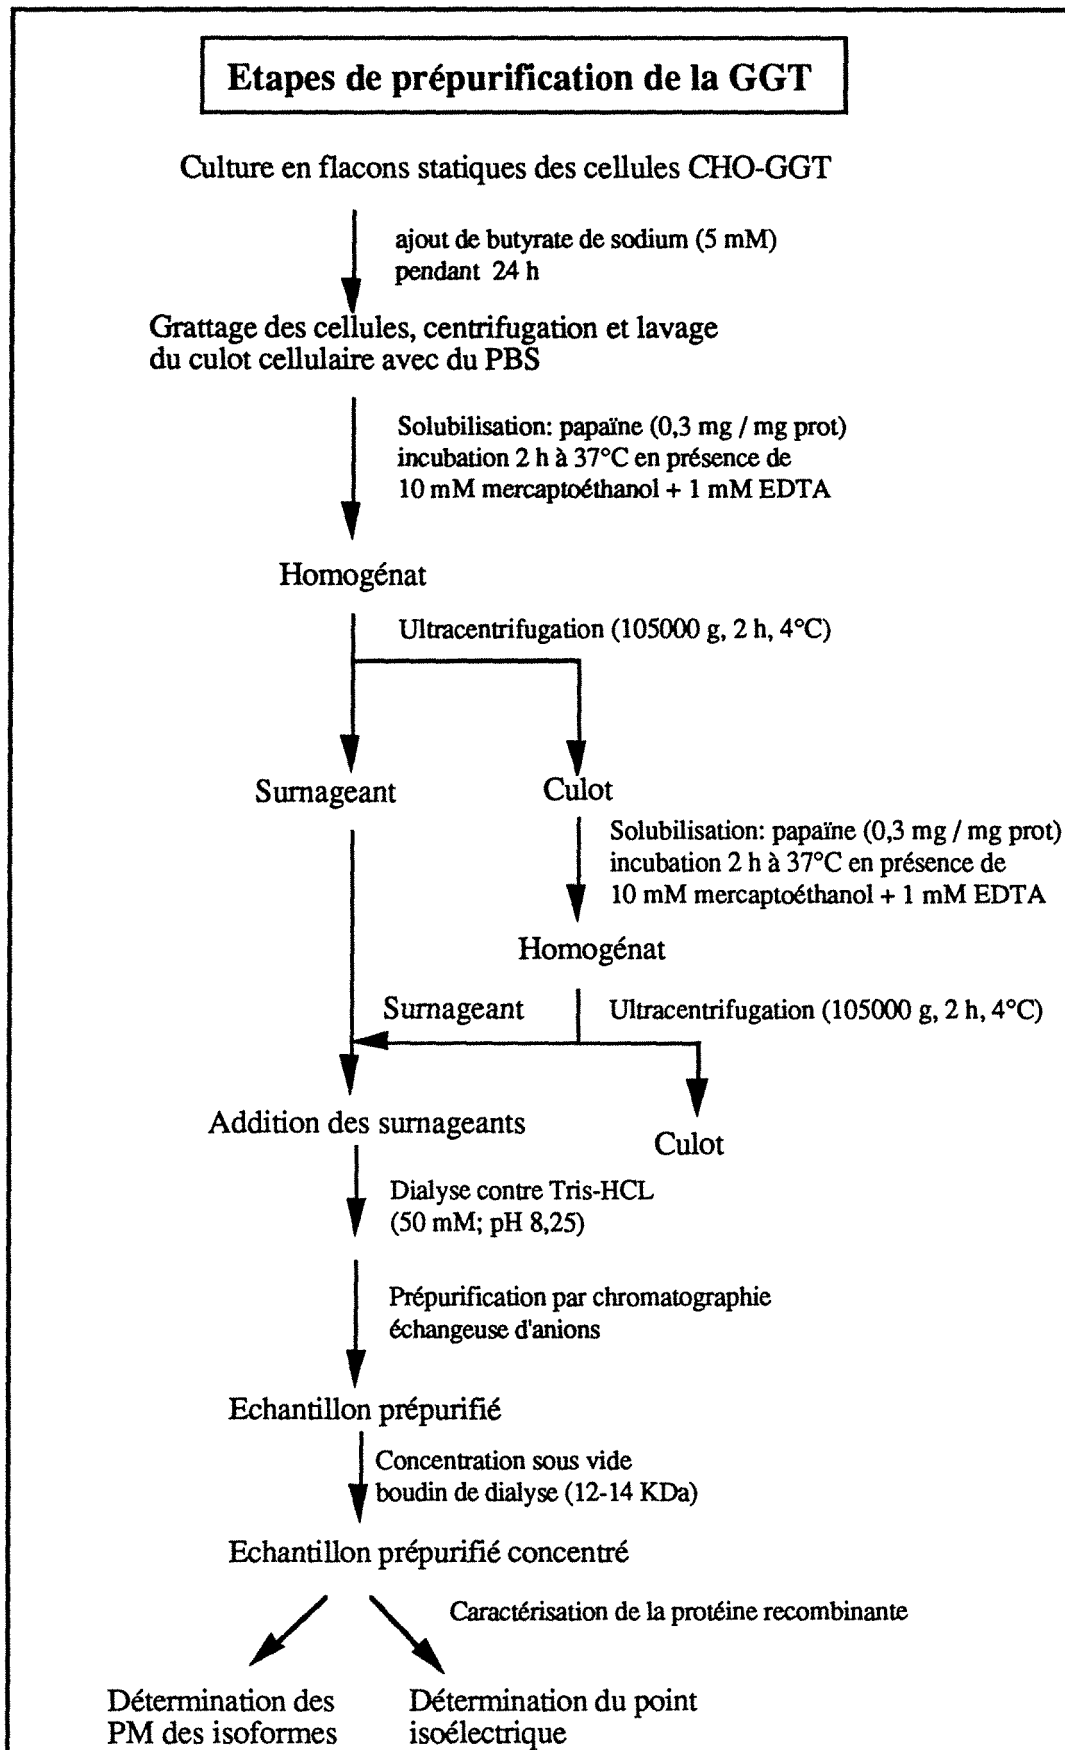 Etapes de prépurification de la GGT
Culture en flacons statiques des cellules CHO-GGT
ajout de butyrate de sodium (5 mM)
pendant 24 h
Grattage des cellules, centrifugation et lavage
du culot cellulaire avec du PBS
Solubilisation: papaïne (0,3 mg / mg prot)
incubation 2 h à 37°C en présence de
10 mM mercaptoéthanol + 1 mM EDTA
Homogénat
Ultracentrifugation (105000 g, 2 h, 4°C)
Surnageant
Culot
Solubilisation: papaïne (0,3 mg / mg prot)
incubation 2 h à 37°C en présence de
10 mM mercaptoéthanol + 1 mM EDTA
Homogénat
Surnageant
Ultracentrifugation (105000 g, 2 h, 4°C)
Addition des surnageants
Culot
Dialyse contre Tris-HCL
(50 mM; pH 8,25)
Prépurification par chromatographie
échangeuse d'anions
Echantillon prépurifié
Concentration sous vide
boudin de dialyse (12-14 KDa)
Echantillon prépurifié concentré
Caractérisation de la protéine recombinante
Détermination des
PM des isoformes
Détermination du point
isoélectrique